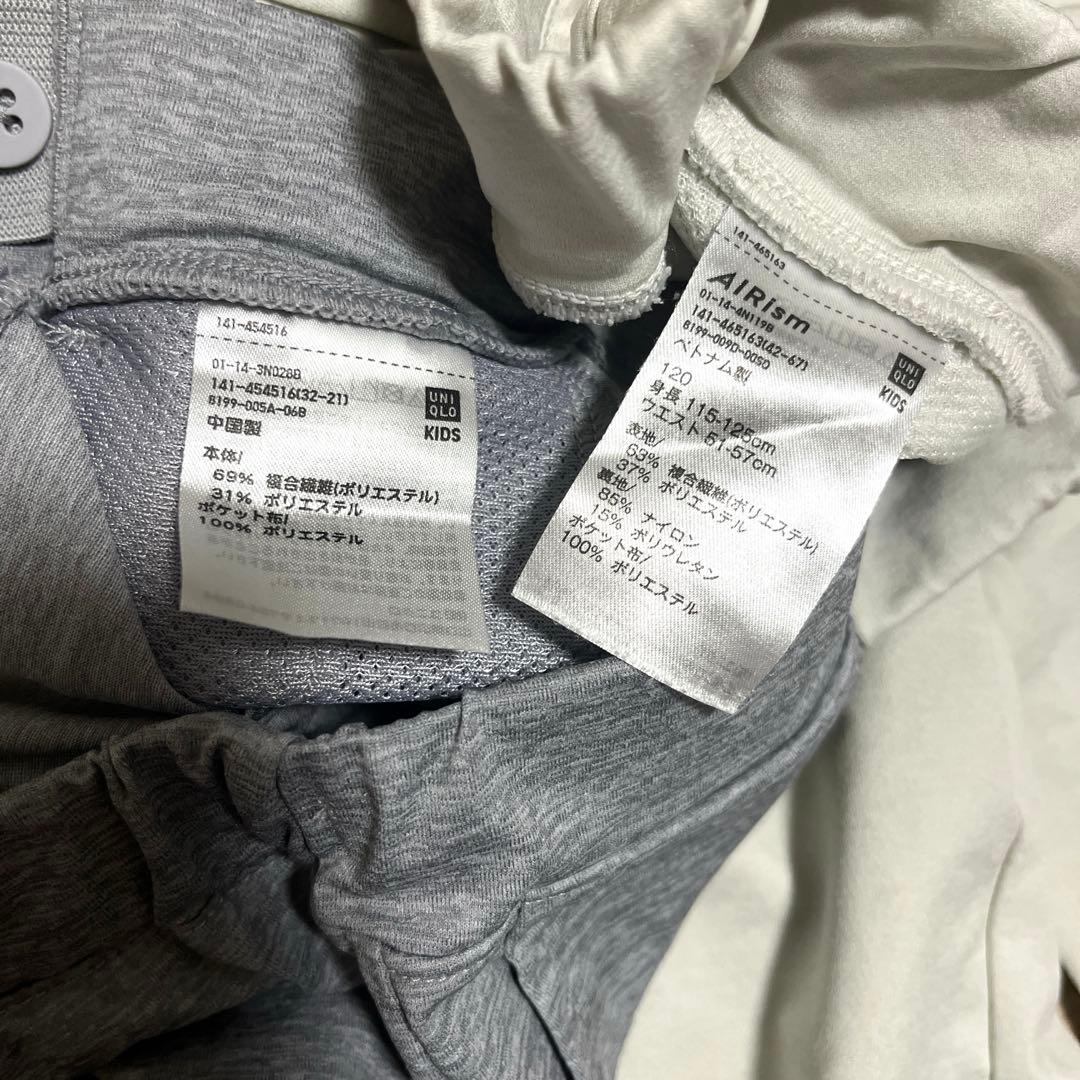 141-454516
01-14-3N028B
141-454516(32-21)
8199-005A-06B
中国製
本体/
69% 複合繊維(ポリエステル)
31% ポリエステル
ポケット布/
100% ポリエステル
UNI
QLO
KIDS
141-465163
AIRism
01-14-4N119B
141-465163(42-67)
8199-009D-005D
ベトナム製
120
身長 115-125cm
ウエスト 51-57cm
表地/
63% 複合繊維(ポリエステル)
37% ポリエステル
裏地/
85% ナイロン
15% ポリウレタン
ポケット布/
100% ポリエステル
UNI
QLO
KIDS